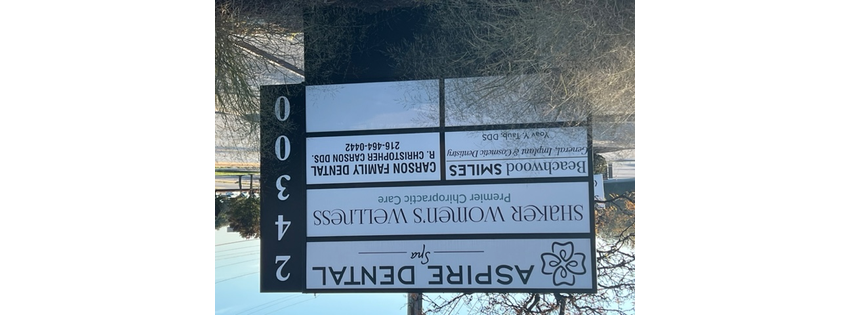 24300
ASPIRE DENTAL
Spa
SHAKER WOMEN'S WELLNESS
Premier Chiropractic Care
Beachwood SMILES
General, Implant & Cosmetic Dentistry
Yoav Y. Taub, DDS
CARSON FAMILY DENTAL
R. CHRISTOPHER CARSON DDS.
216-464-0442